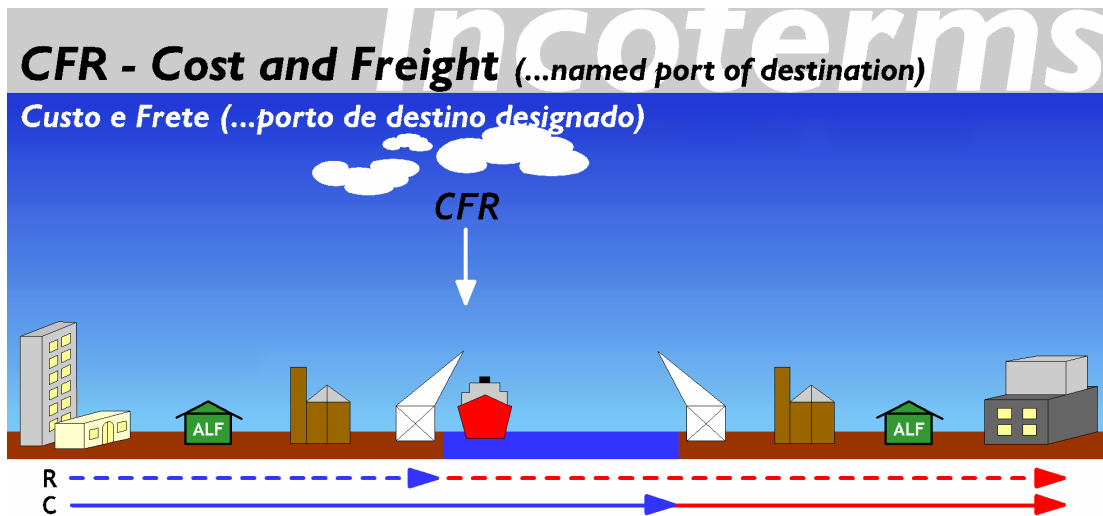 Incoterms
CFR - Cost and Freight (...named port of destination)
Custo e Frete (...porto de destino designado)
CFR
ALF
ALF
R
C